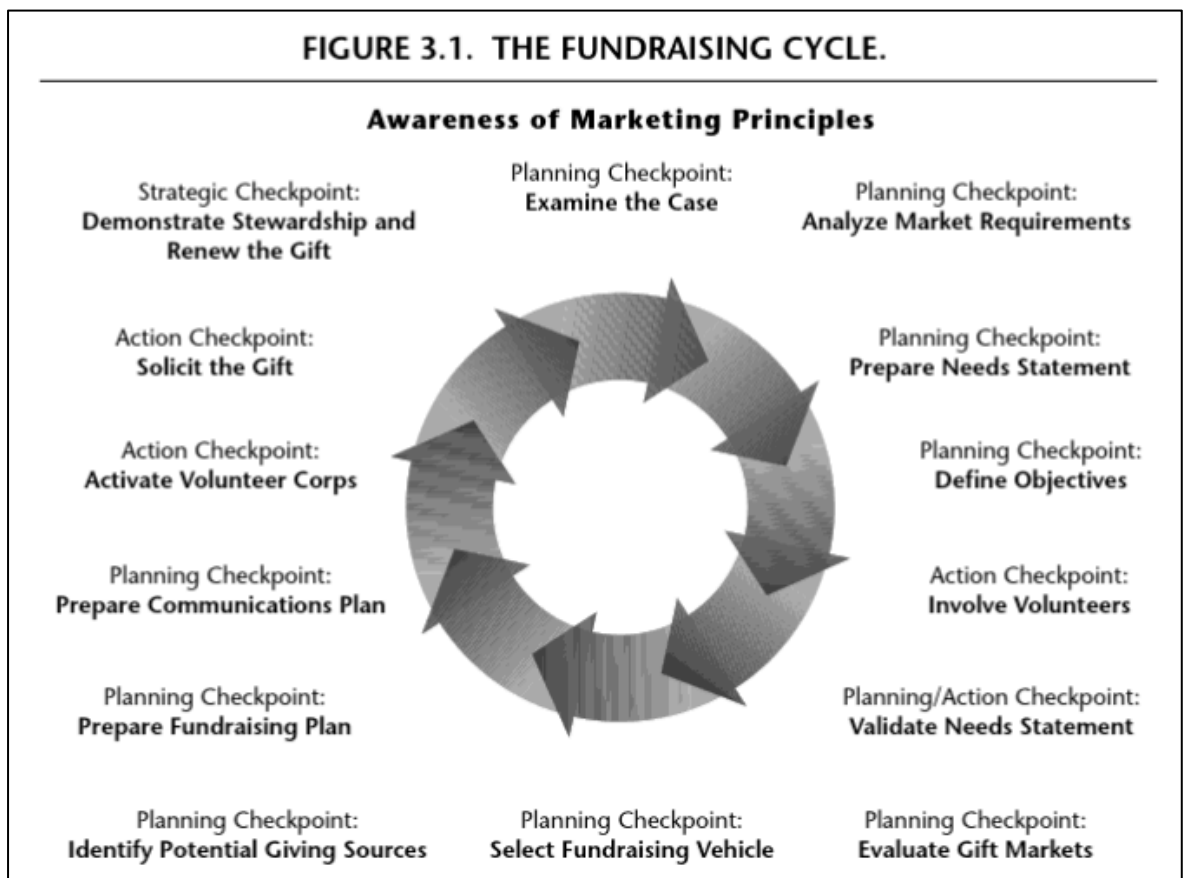 FIGURE 3.1. THE FUNDRAISING CYCLE.
Awareness of Marketing Principles
Planning Checkpoint:
Examine the Case
Planning Checkpoint:
Analyze Market Requirements
Planning Checkpoint:
Prepare Needs Statement
Planning Checkpoint:
Define Objectives
Action Checkpoint:
Involve Volunteers
Planning/Action Checkpoint:
Validate Needs Statement
Planning Checkpoint:
Evaluate Gift Markets
Planning Checkpoint:
Select Fundraising Vehicle
Planning Checkpoint:
Identify Potential Giving Sources
Planning Checkpoint:
Prepare Fundraising Plan
Planning Checkpoint:
Prepare Communications Plan
Action Checkpoint:
Activate Volunteer Corps
Action Checkpoint:
Solicit the Gift
Strategic Checkpoint:
Demonstrate Stewardship and
Renew the Gift